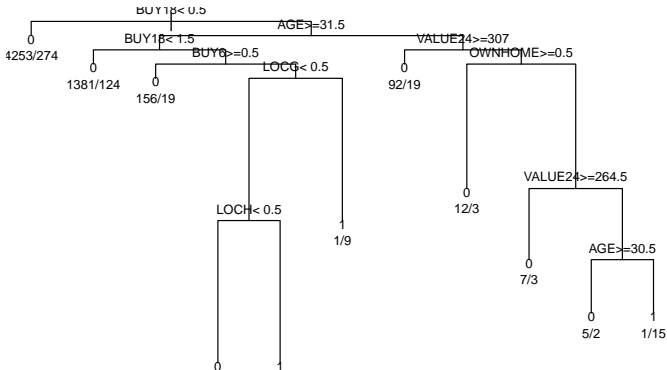 BUY18< 0.5
AGE>=31.5
0
4253/274
BUY18< 1.5
VALUE24>=307
BUY6>=0.5
OWNHOME>=0.5
0
1381/124
0
156/19
LOCG< 0.5
0
92/19
VALUE24>=264.5
0
12/3
LOCH< 0.5
1
1/9
AGE>=30.5
0
7/3
0
5/2
1
1/15
0
1